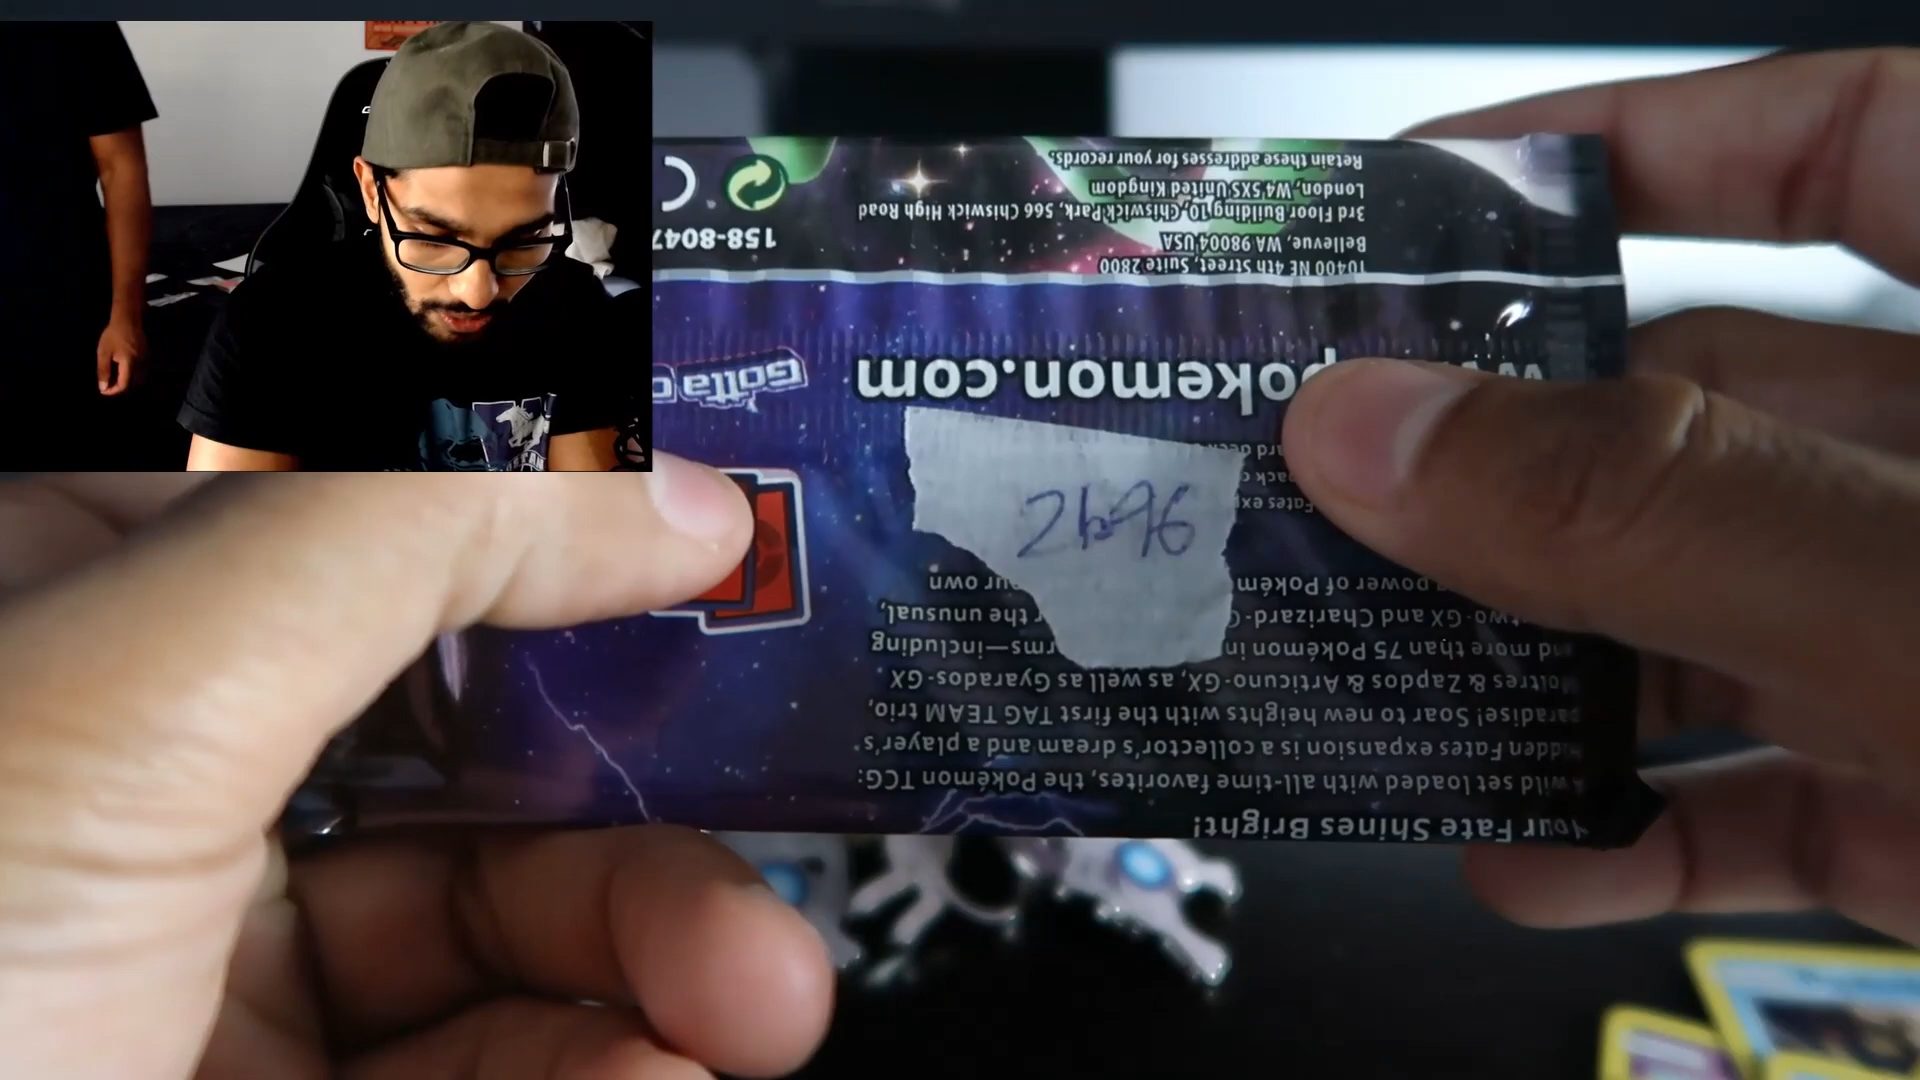 Your Fate Shines Bright!
A wild set loaded with all-time favorites, the Pokémon TCG:
Hidden Fates expansion is a collector's dream and a player's
paradise! Soar to new heights with the first TAG TEAM trio,
Moltres & Zapdos & Articuno-GX, as well as Gyarados-GX
and more than 75 Pokémon in —including
GX and Charizard- the unusual,
power of own
Fates
pack
pokemon.com
Gotta
10400 NE 4th Street, Suite 2800
Bellevue, WA 98004 USA
3rd Floor Building 10, Chiswick Park, 566 Chiswick High Road
London, W4 5XS United Kingdom
Retain these addresses for your records.
158-8047